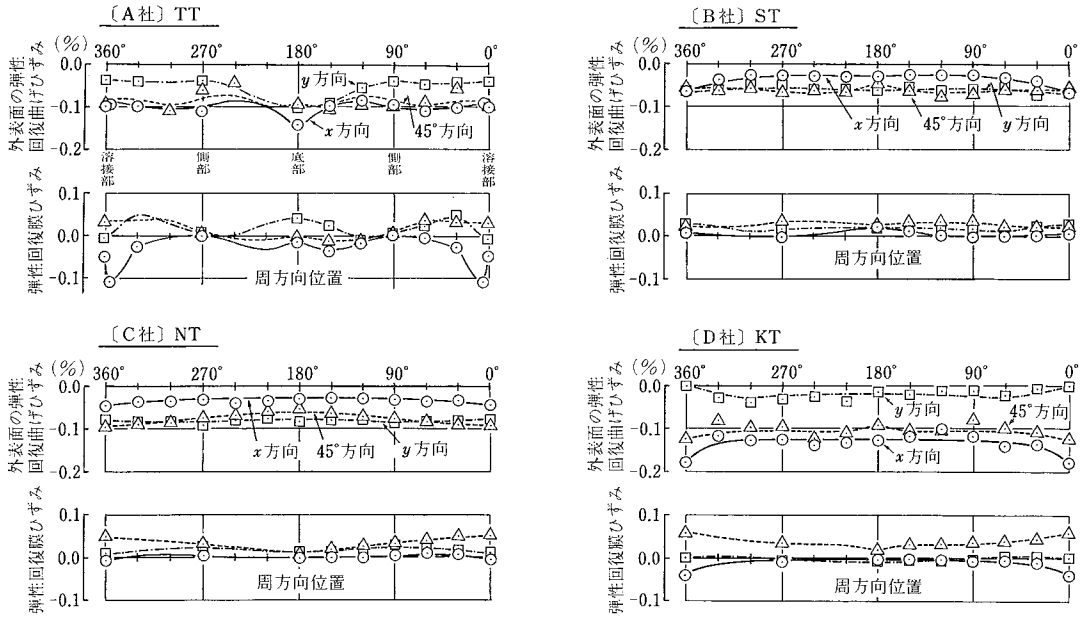 〔A社〕TT
(%)
360° 270° 180° 90° 0°
外表面の弾性
回復曲げひずみ
0.0
-0.1
-0.2
y方向
x方向
45°方向
溶接部 側部 底部 側部 溶接部
弾性回復膜ひずみ
0.1
0.0
-0.1
周方向位置
〔B社〕ST
(%)
360° 270° 180° 90° 0°
外表面の弾性
回復曲げひずみ
0.0
-0.1
-0.2
x方向 45°方向 y方向
弾性回復膜ひずみ
0.1
0.0
-0.1
周方向位置
〔C社〕NT
(%)
360° 270° 180° 90° 0°
外表面の弾性
回復曲げひずみ
0.0
-0.1
-0.2
x方向 45°方向 y方向
弾性回復膜ひずみ
0.1
0.0
-0.1
周方向位置
〔D社〕KT
(%)
360° 270° 180° 90° 0°
外表面の弾性
回復曲げひずみ
0.0
-0.1
-0.2
y方向 45°方向
x方向
弾性回復膜ひずみ
0.1
0.0
-0.1
周方向位置